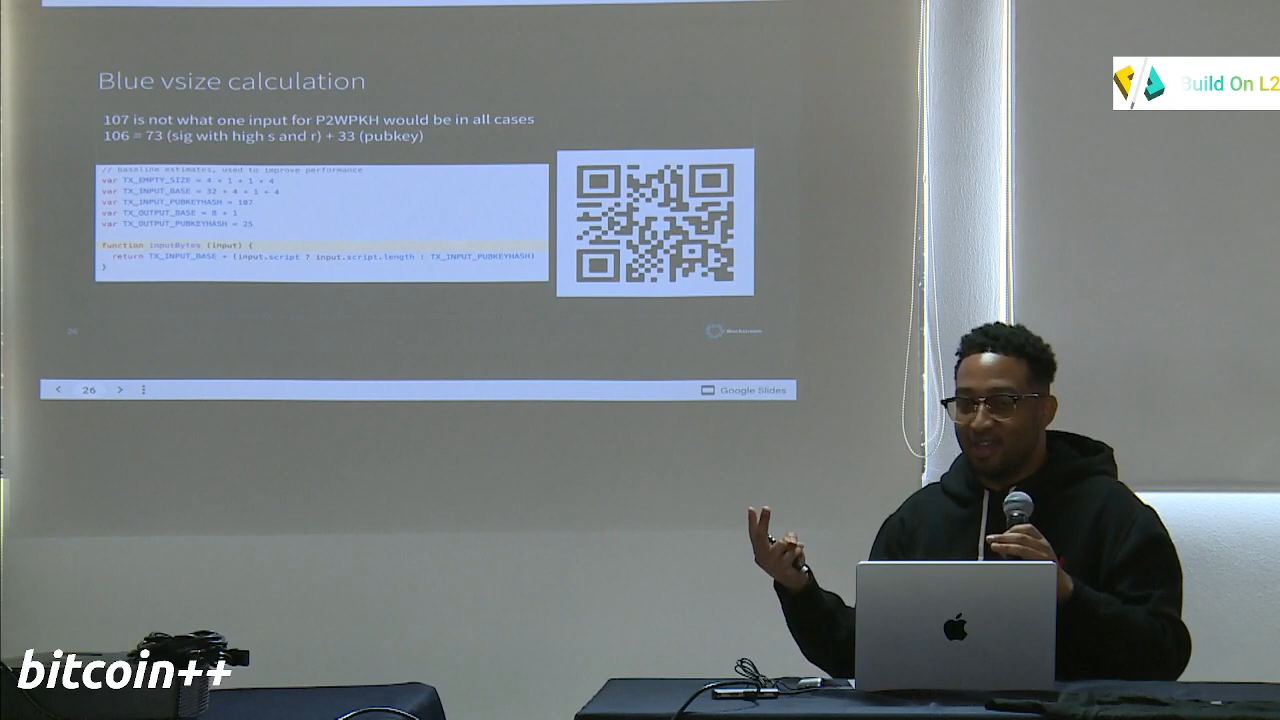 Blue vsize calculation
107 is not what one input for P2WPKH would be in all cases
106 = 73 (sig with high s and r) + 33 (pubkey)
// baseline estimates, used to improve performance
var TX_EMPTY_SIZE = 4 + 1 + 1 + 4
var TX_INPUT_BASE = 32 + 4 + 1 + 4
var TX_INPUT_PUBKEYHASH = 107
var TX_OUTPUT_BASE = 8 + 1
var TX_OUTPUT_PUBKEYHASH = 25
function inputBytes (input) {
return TX_INPUT_BASE + (input.script ? input.script.length : TX_INPUT_PUBKEYHASH)
}
26
Blockstream
26
Google Slides
Build On L2
bitcoin++